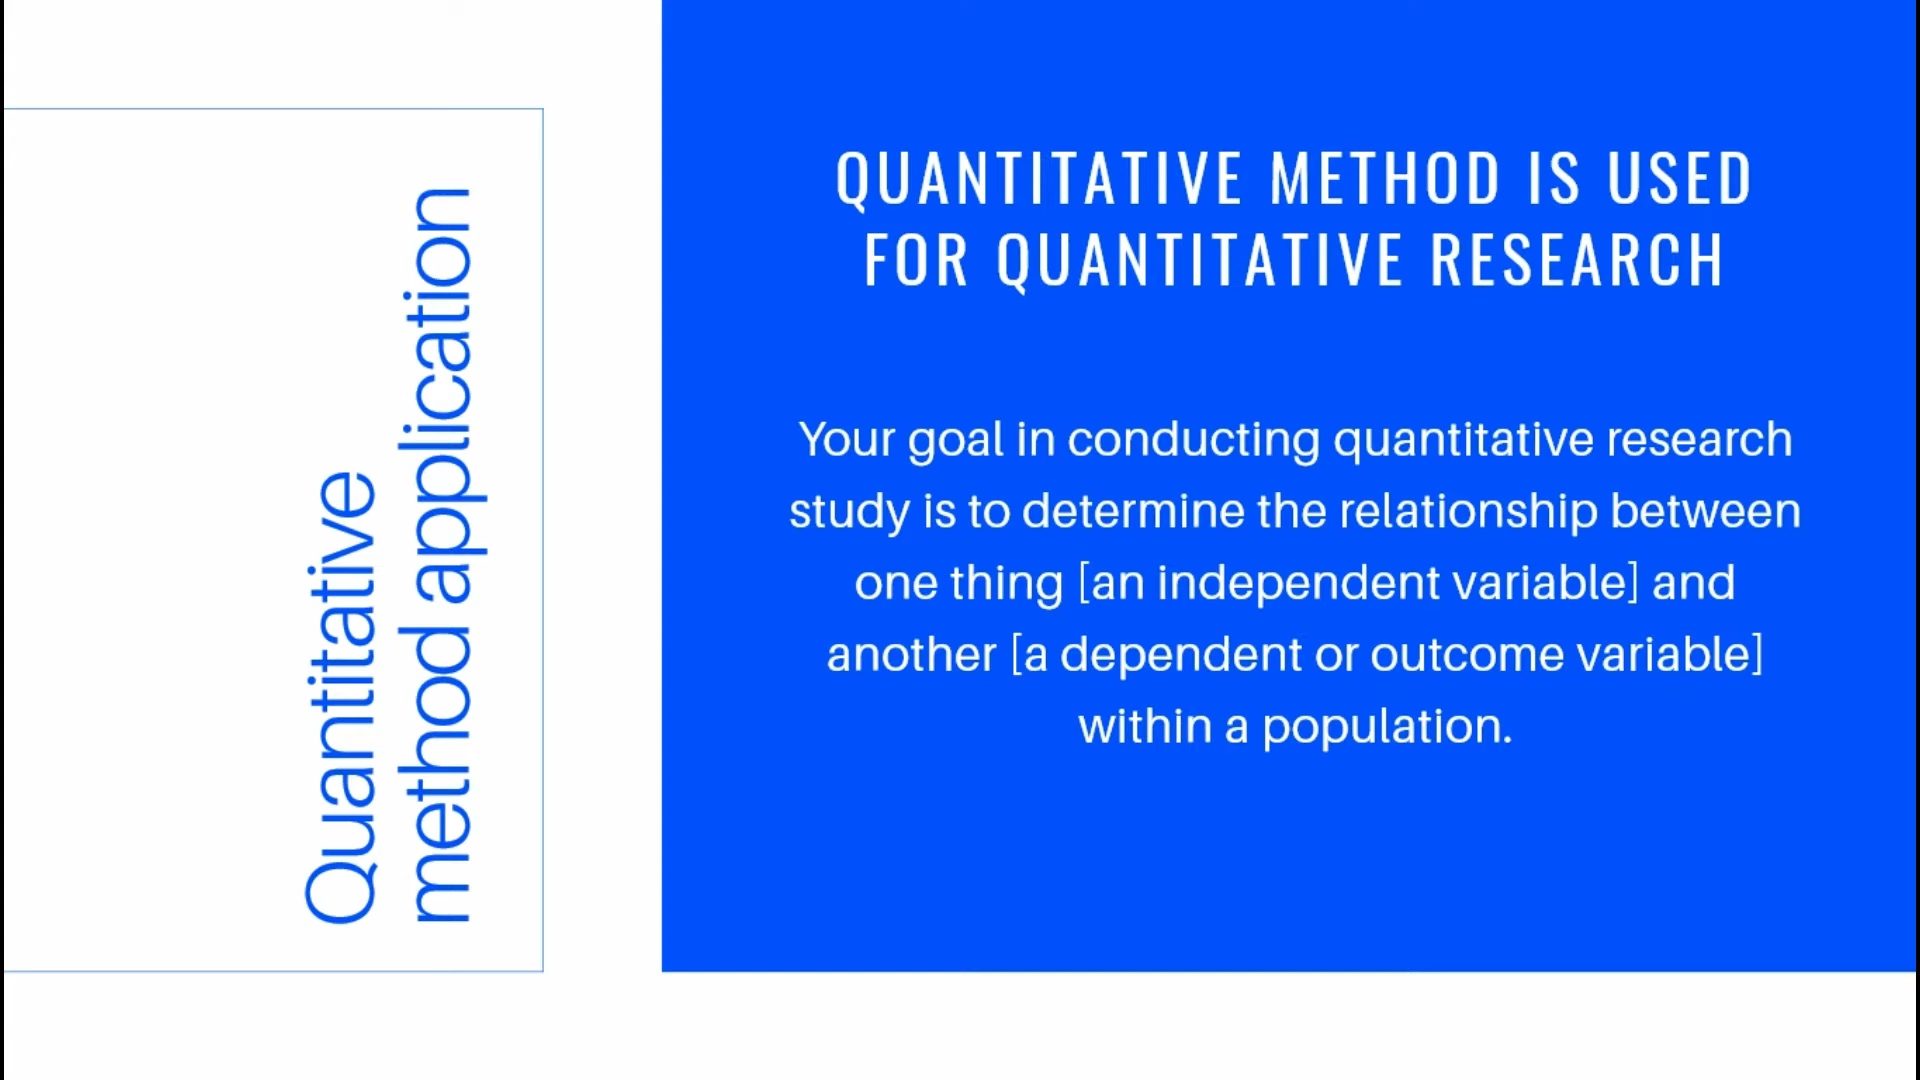 Quantitative
method application
QUANTITATIVE METHOD IS USED
FOR QUANTITATIVE RESEARCH
Your goal in conducting quantitative research
study is to determine the relationship between
one thing [an independent variable] and
another [a dependent or outcome variable]
within a population.